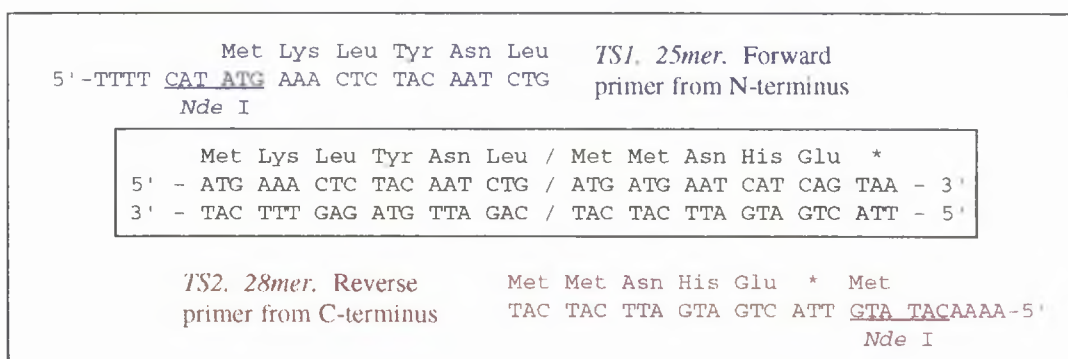 Met Lys Leu Tyr Asn Leu
5'-TTTT CAT ATG AAA CTC TAC AAT CTG
Nde I
TS1. 25mer. Forward
primer from N-terminus
Met Lys Leu Tyr Asn Leu / Met Met Asn His Glu *
5' - ATG AAA CTC TAC AAT CTG / ATG ATG AAT CAT CAG TAA - 3'
3' - TAC TTT GAG ATG TTA GAC / TAC TAC TTA GTA GTC ATT - 5'
TS2. 28mer. Reverse
primer from C-terminus
Met Met Asn His Glu * Met
TAC TAC TTA GTA GTC ATT GTA TACAAAA-5'
Nde I